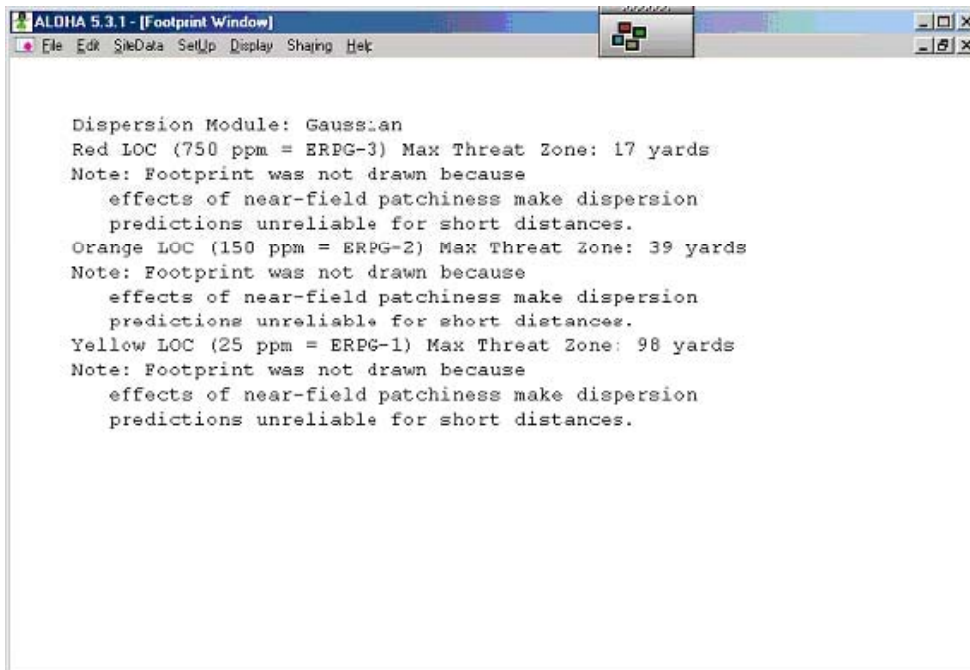 ALOHA 5.3.1 - [Footprint Window]
File Edit SiteData SetUp Display Sharing Help
Dispersion Module: Gaussian
Red LOC (750 ppm = ERPG-3) Max Threat Zone: 17 yards
Note: Footprint was not drawn because
effects of near-field patchiness make dispersion
predictions unreliable for short distances.
Orange LOC (150 ppm = ERPG-2) Max Threat Zone: 39 yards
Note: Footprint was not drawn because
effects of near-field patchiness make dispersion
predictions unreliable for short distances.
Yellow LOC (25 ppm = ERPG-1) Max Threat Zone: 98 yards
Note: Footprint was not drawn because
effects of near-field patchiness make dispersion
predictions unreliable for short distances.